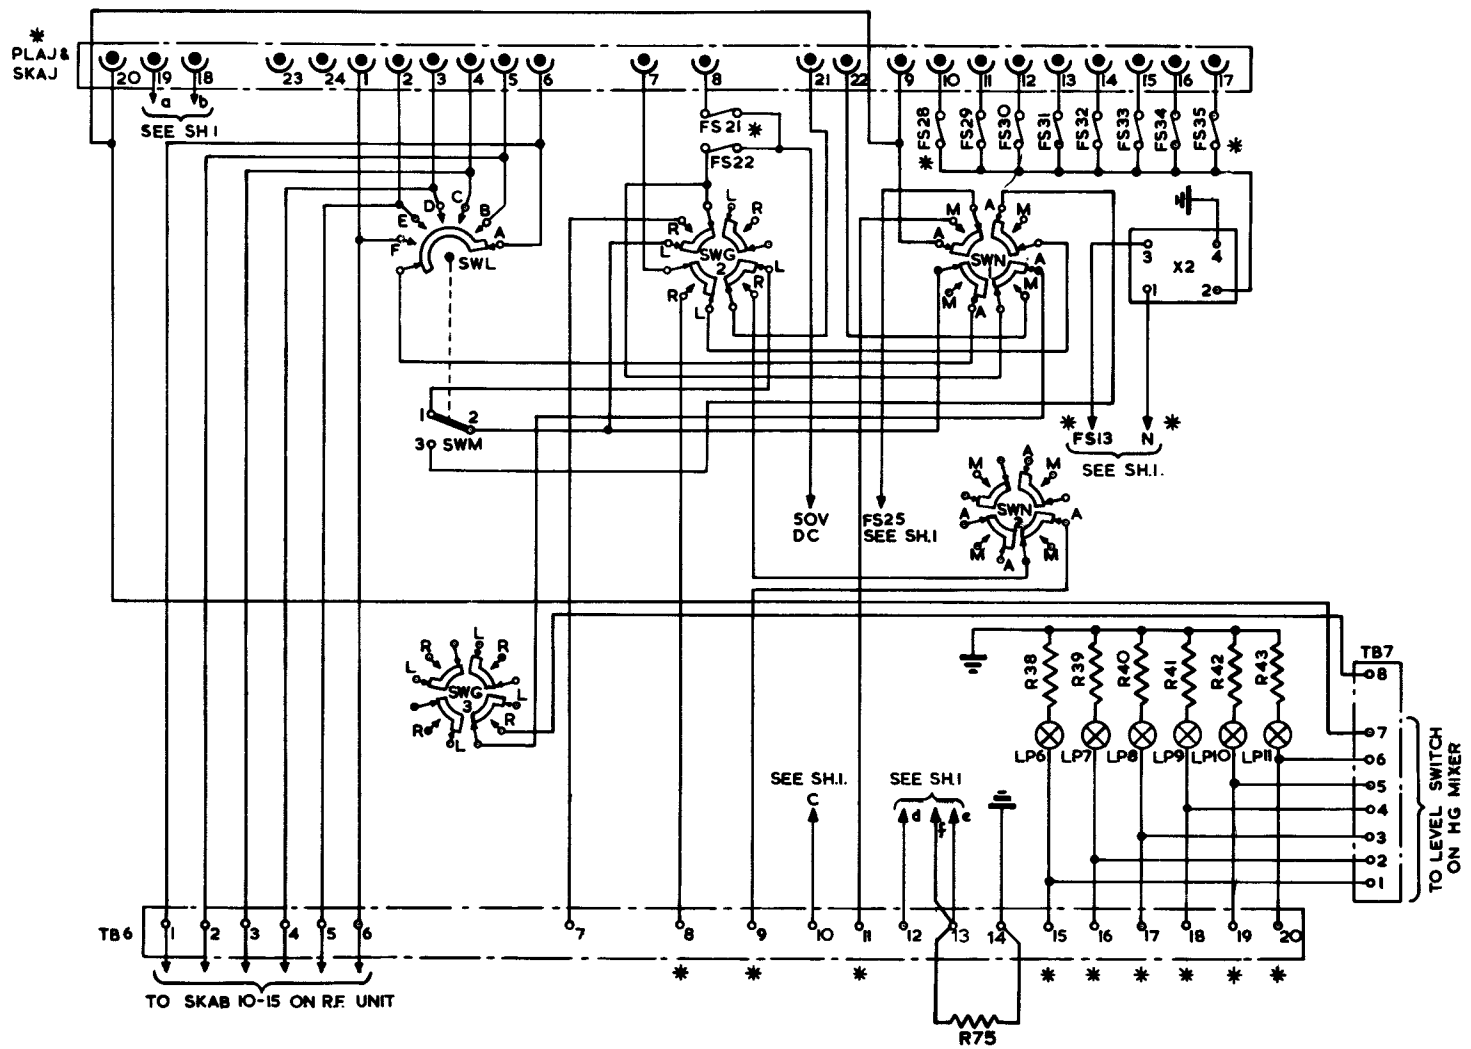 *
PLAJ &
SKAJ
20 19 18 23 24 1 2 3 4 5 6 7 8 21 22 9 10 11 12 13 14 15 16 17
a b
SEE SH 1
FS21 *
FS22
FS28 FS29 FS30 FS31 FS32 FS33 FS34 FS35
* *
F E D C B A
SWL
L R
R L
SWG
2
L R
R L
M A M
A A
SWN
1
M A M
3 4
X2
1 2
1 2
3 SWM
* FS13 N *
SEE SH.1.
50V
DC
FS25
SEE SH.1
M A M
A A
SWN
2
M A M
R L R
L L
SWG
3
R L R
R38 R39 R40 R41 R42 R43
LP6 LP7 LP8 LP9 LP10 LP11
TB7
8
7
6
5
4
3
2
1
TO LEVEL SWITCH
ON HG MIXER
SEE SH.1.
C
SEE SH.1
d f e
TB6 1 2 3 4 5 6 7 8 9 10 11 12 13 14 15 16 17 18 19 20
* * * * * * * * *
TO SKAB 10-15 ON R.F. UNIT
R75